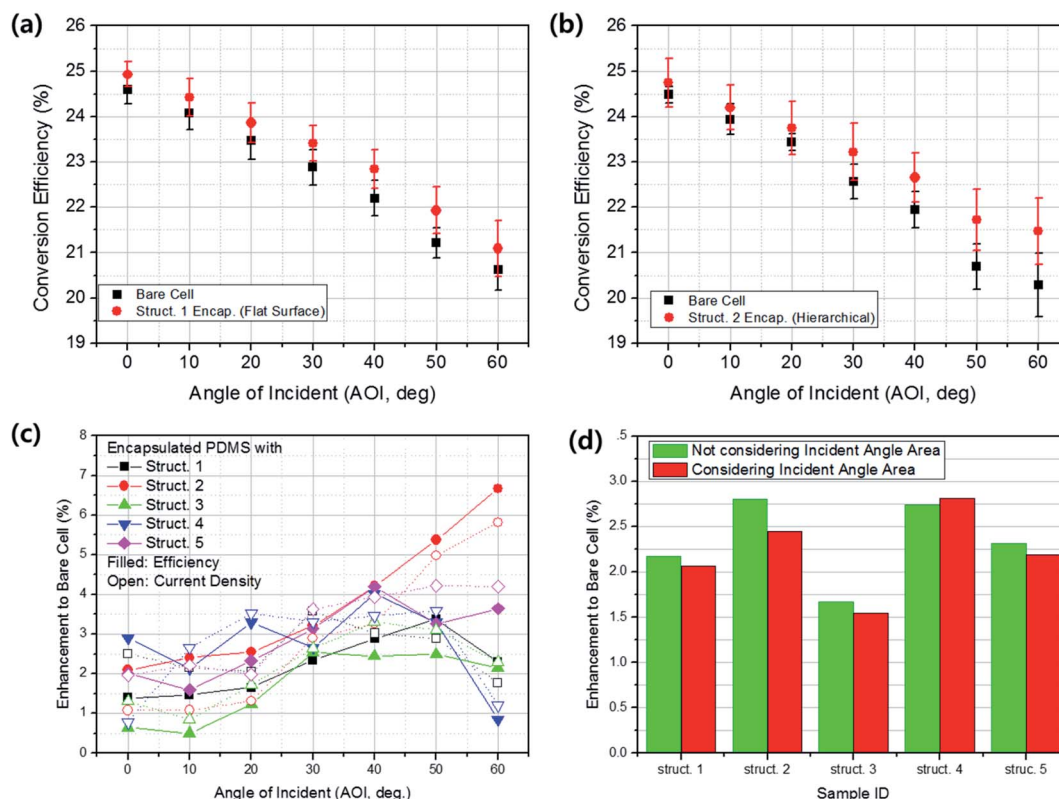 (a)
26
25
24
23
22
21
20
19
Conversion Efficiency (%)
Bare Cell
Struct. 1 Encap. (Flat Surface)
0 10 20 30 40 50 60
Angle of Incident (AOI, deg)
(b)
26
25
24
23
22
21
20
19
Conversion Efficiency (%)
Bare Cell
Struct. 2 Encap. (Hierarchical)
0 10 20 30 40 50 60
Angle of Incident (AOI, deg)
(c)
8
7
6
5
4
3
2
1
0
Enhancement to Bare Cell (%)
Encapsulated PDMS with
Struct. 1
Struct. 2
Struct. 3
Struct. 4
Struct. 5
Filled: Efficiency
Open: Current Density
0 10 20 30 40 50 60
Angle of Incident (AOI, deg.)
(d)
.5
3.0
2.5
2.0
1.5
1.0
0.5
0.0
Enhancement to Bare Cell (%)
Not considering Incident Angle Area
Considering Incident Angle Area
struct. 1 struct. 2 struct. 3 struct. 4 struct. 5
Sample ID